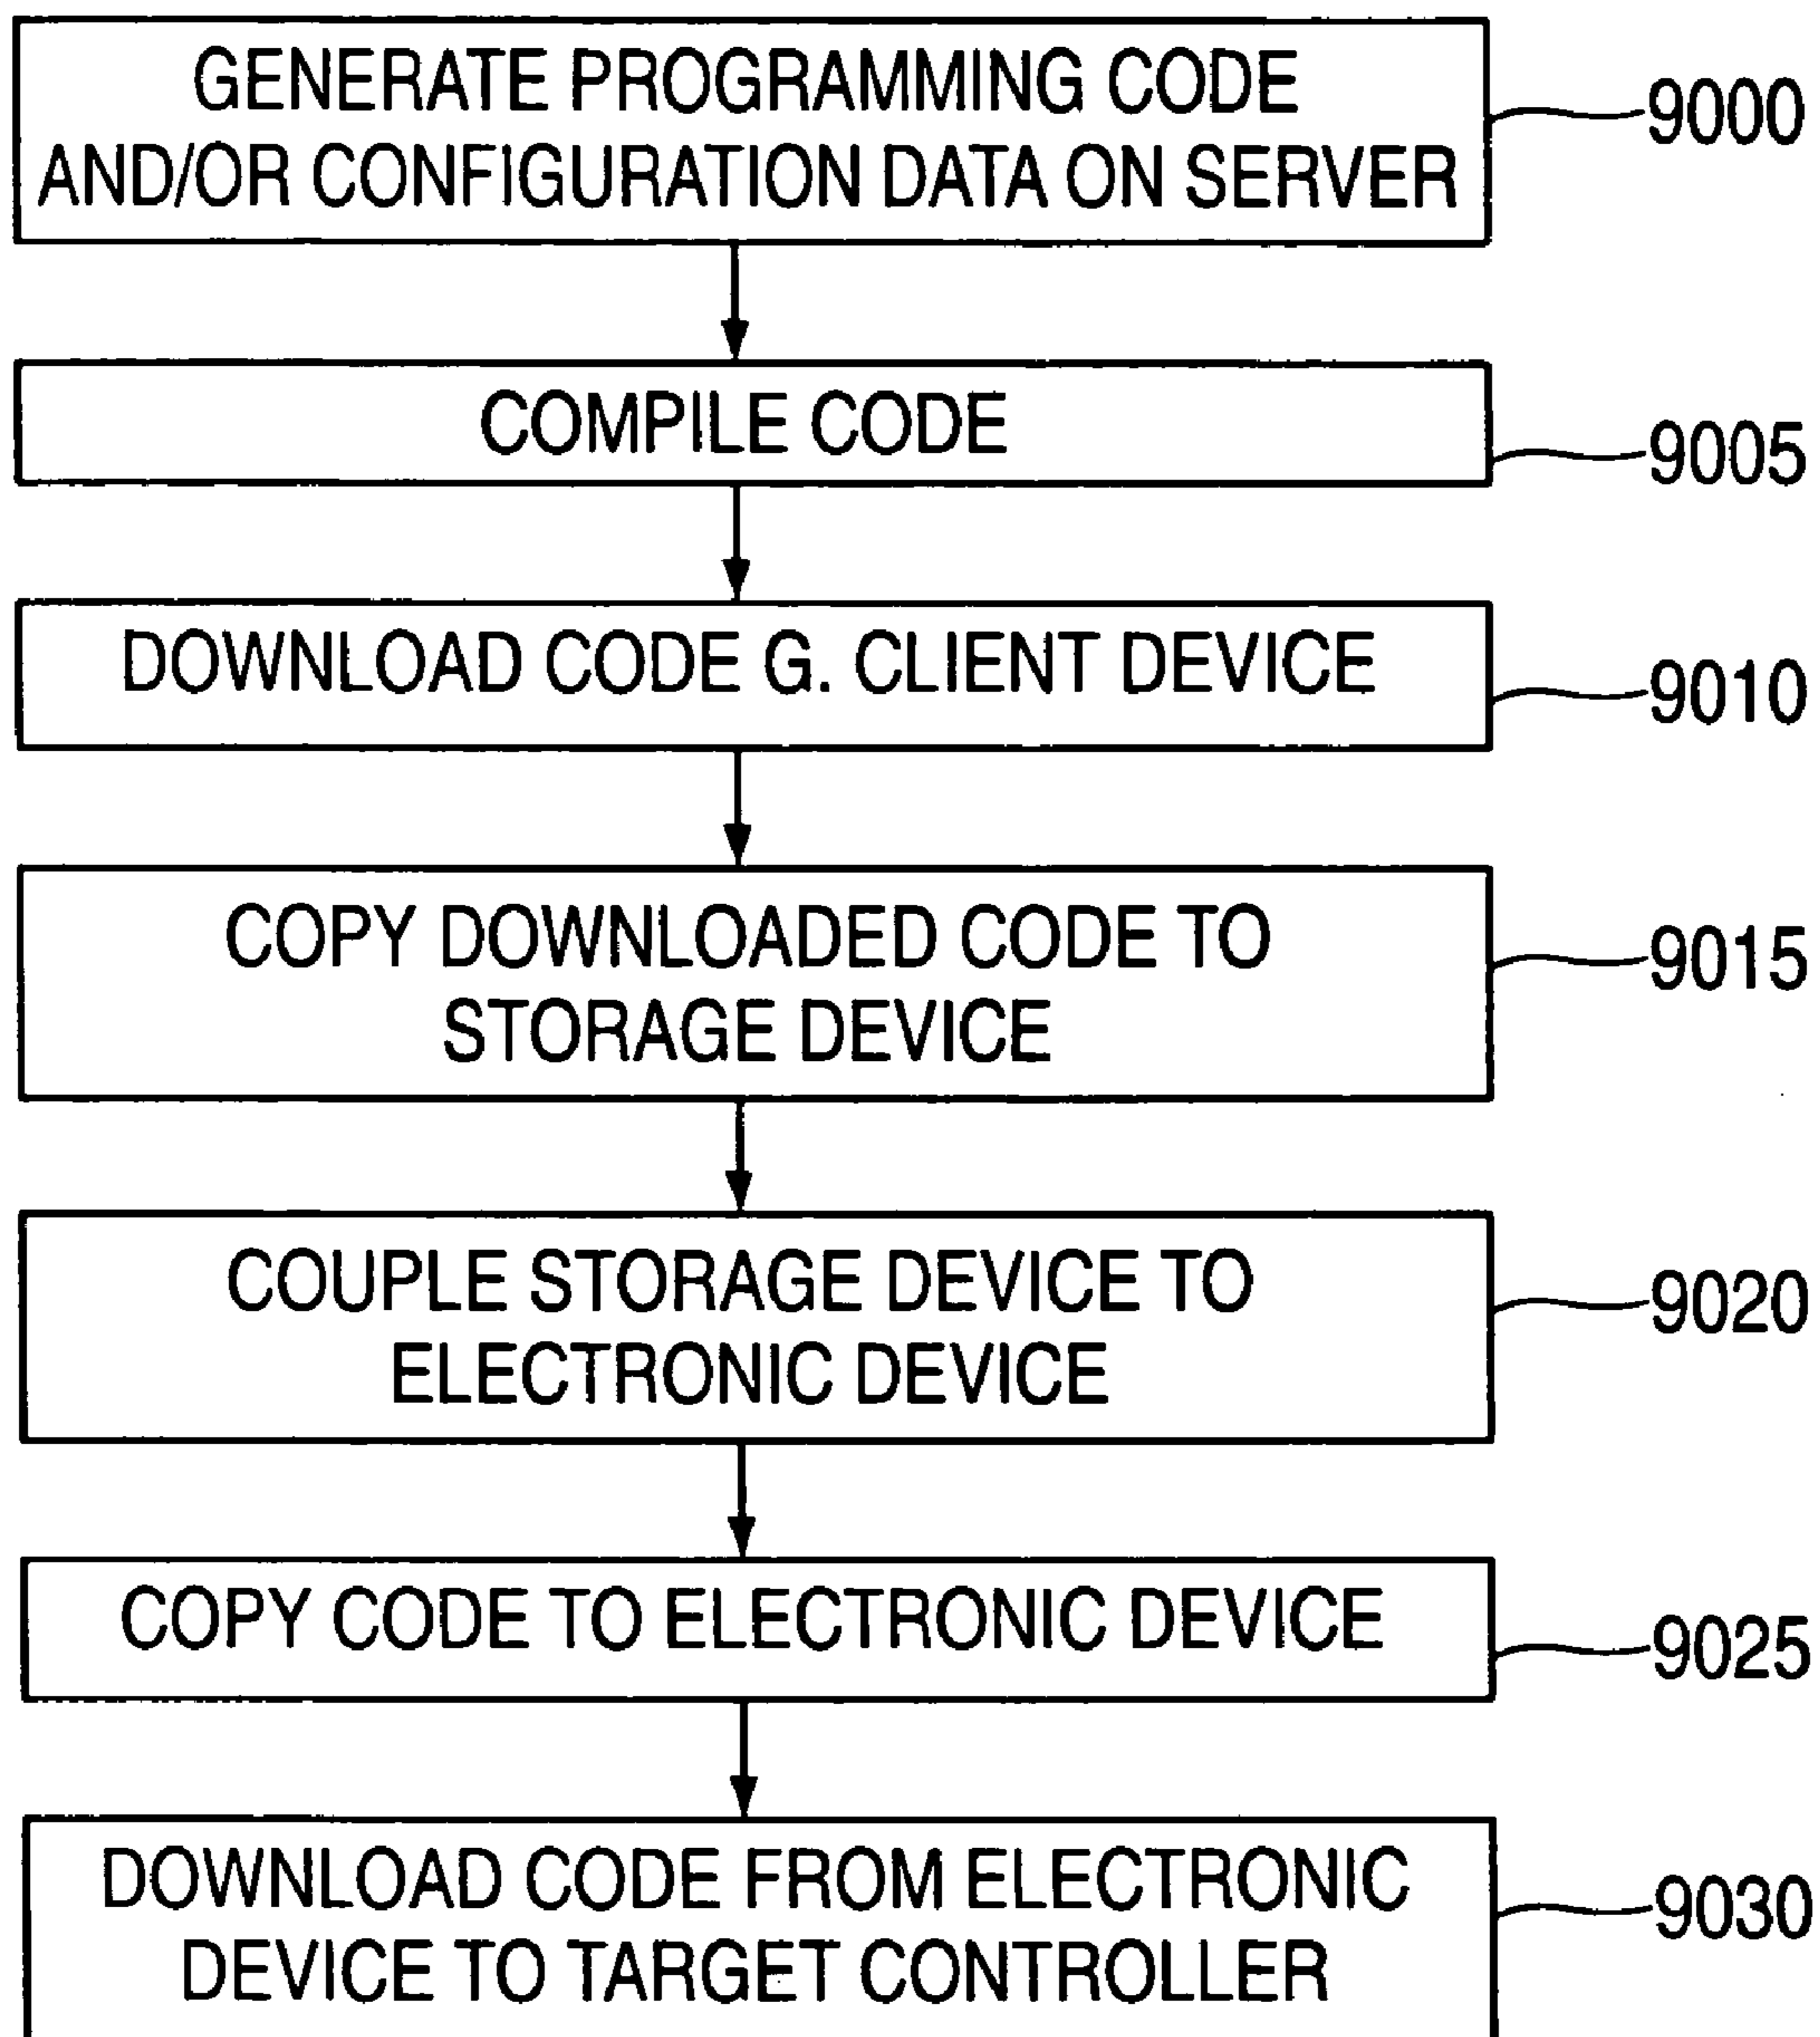 GENERATE PROGRAMMING CODE
AND/OR CONFIGURATION DATA ON SERVER
9000
COMPILE CODE
9005
DOWNLOAD CODE G. CLIENT DEVICE
9010
COPY DOWNLOADED CODE TO
STORAGE DEVICE
9015
COUPLE STORAGE DEVICE TO
ELECTRONIC DEVICE
9020
COPY CODE TO ELECTRONIC DEVICE
9025
DOWNLOAD CODE FROM ELECTRONIC
DEVICE TO TARGET CONTROLLER
9030